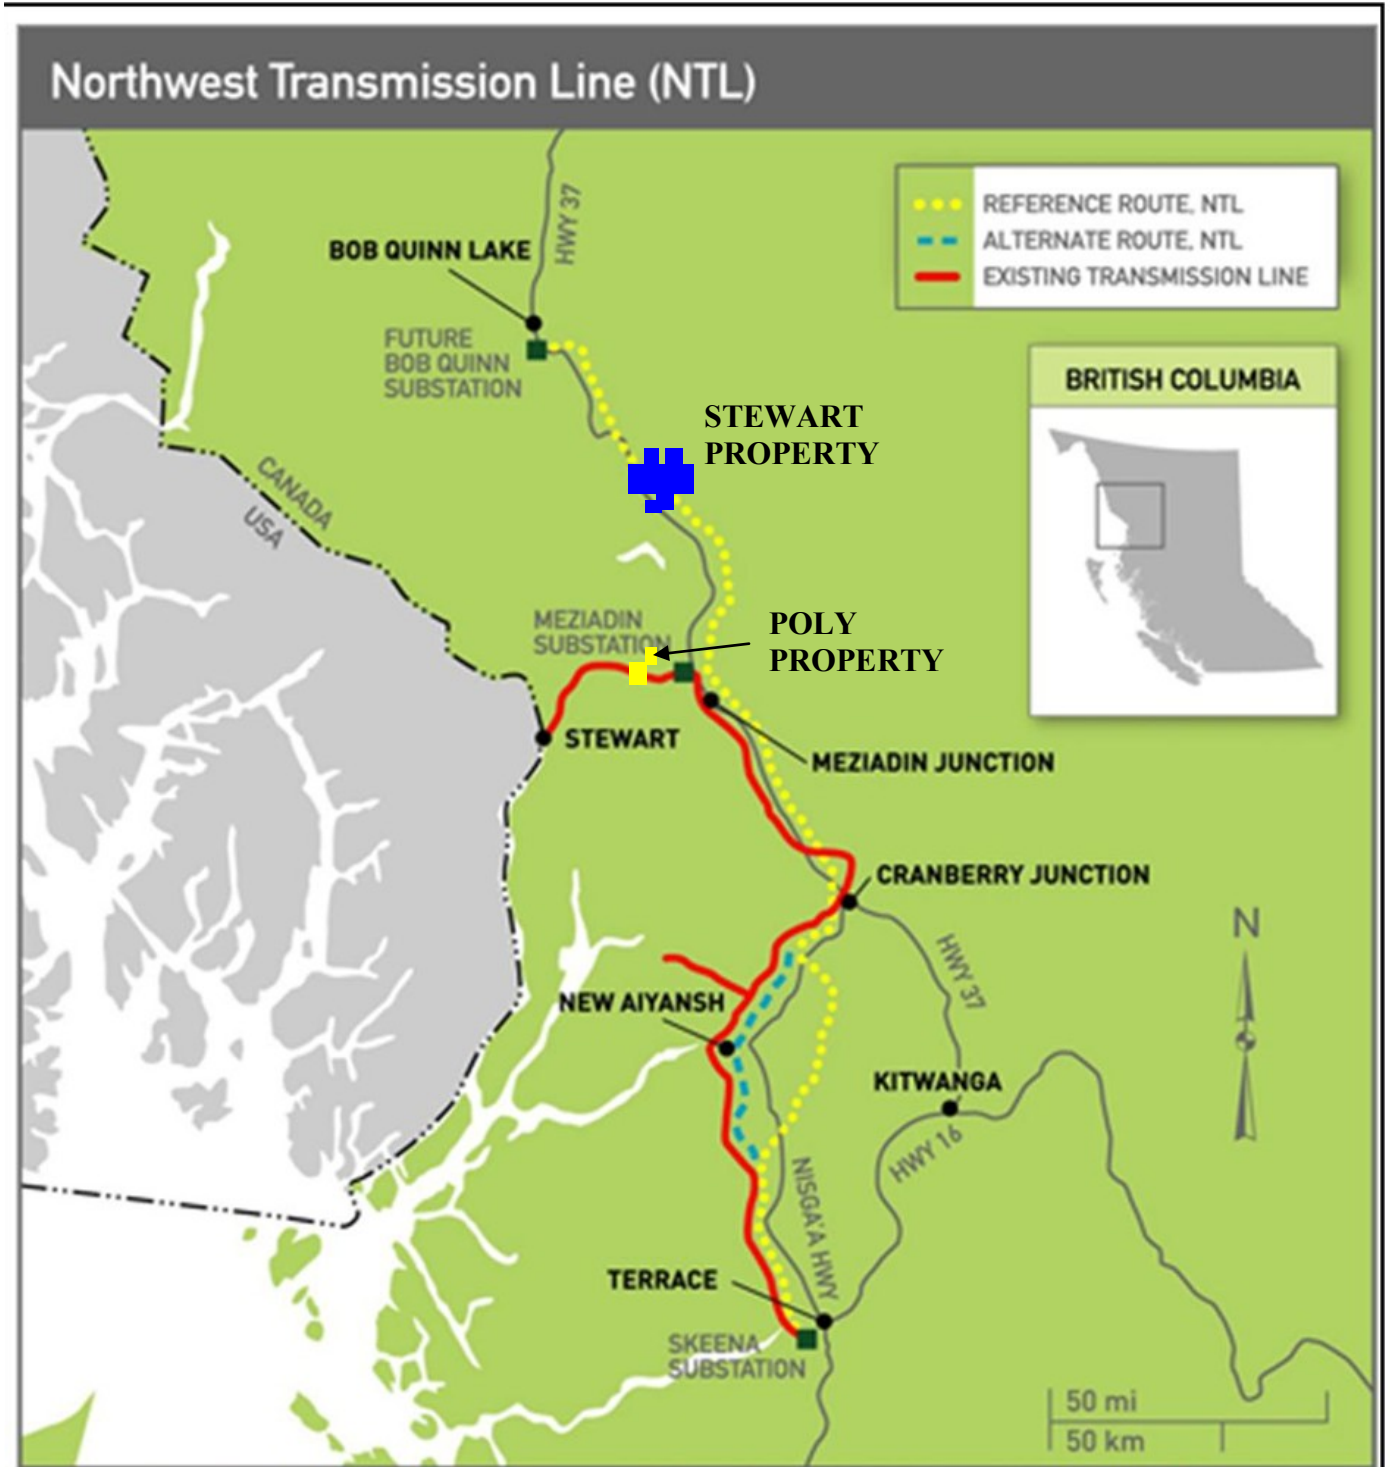 Northwest Transmission Line (NTL)
REFERENCE ROUTE, NTL
ALTERNATE ROUTE, NTL
EXISTING TRANSMISSION LINE
HWY 37
BOB QUINN LAKE
FUTURE
BOB QUINN
SUBSTATION
BRITISH COLUMBIA
STEWART
PROPERTY
CANADA
USA
MEZIADIN
SUBSTATION
POLY
PROPERTY
STEWART
MEZIADIN JUNCTION
CRANBERRY JUNCTION
N
HWY 37
NEW AIYANSH
KITWANGA
HWY 16
NISGA'A HWY
TERRACE
SKEENA
SUBSTATION
50 mi
50 km